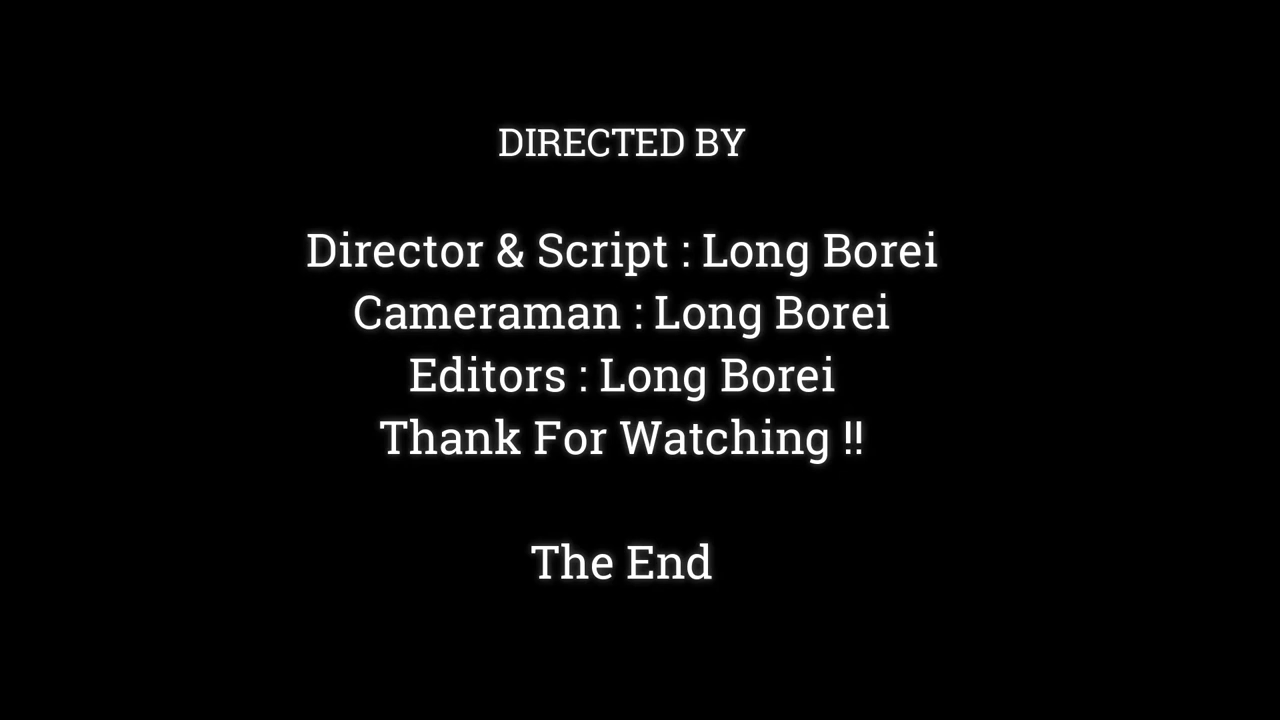 DIRECTED BY
Director & Script : Long Borei
Cameraman : Long Borei
Editors : Long Borei
Thank For Watching !!
The End